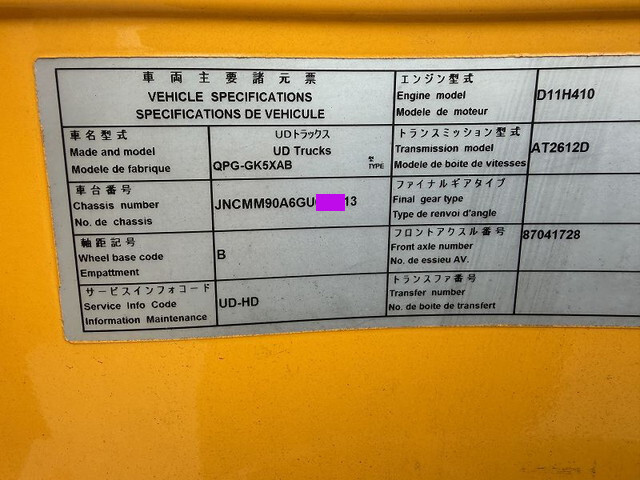 車両主要諸元票
VEHICLE SPECIFICATIONS
SPECIFICATIONS DE VEHICULE
車名型式
Made and model
Modele de fabrique
UDトラックス
UD Trucks
QPG-GK5XAB
型
TYPE
車台番号
Chassis number
No. de chassis
JNCMM90A6GU 13
軸距記号
Wheel base code
Empattment
B
サービスインフォコード
Service Info Code
Information Maintenance
UD-HD
エンジン型式
Engine model
Modele de moteur
D11H410
トランスミッション型式
Transmission model
Modele de boite de vitesses
AT2612D
ファイナルギアタイプ
Final gear type
Type de renvoi d'angle
フロントアクスル番号
Front axle number
No. de essieu AV.
87041728
トランスファ番号
Transfer number
No. de boite de transfert